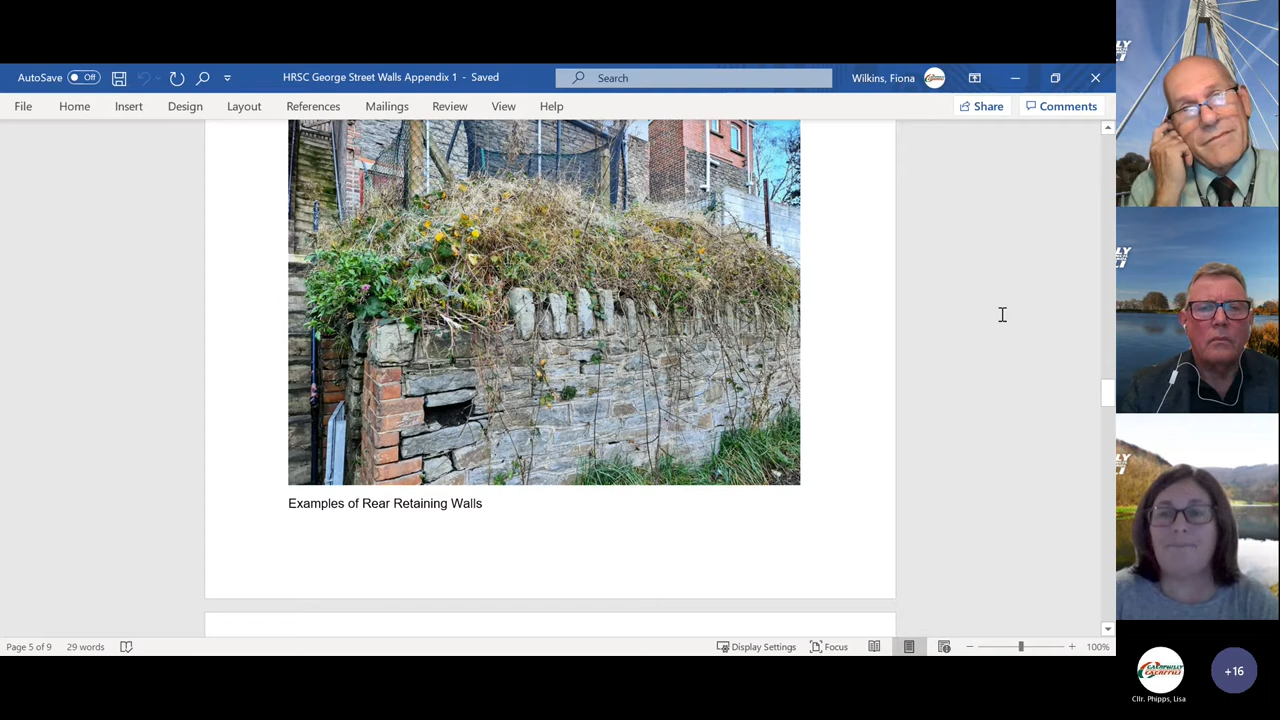 AutoSave Off
HRSC George Street Walls Appendix 1 - Saved
Search
Wilkins, Fiona
File Home Insert Design Layout References Mailings Review View Help
Share Comments
Examples of Rear Retaining Walls
Page 5 of 9 29 words
Display Settings Focus
100%
Cllr. Phipps, Lisa
+16